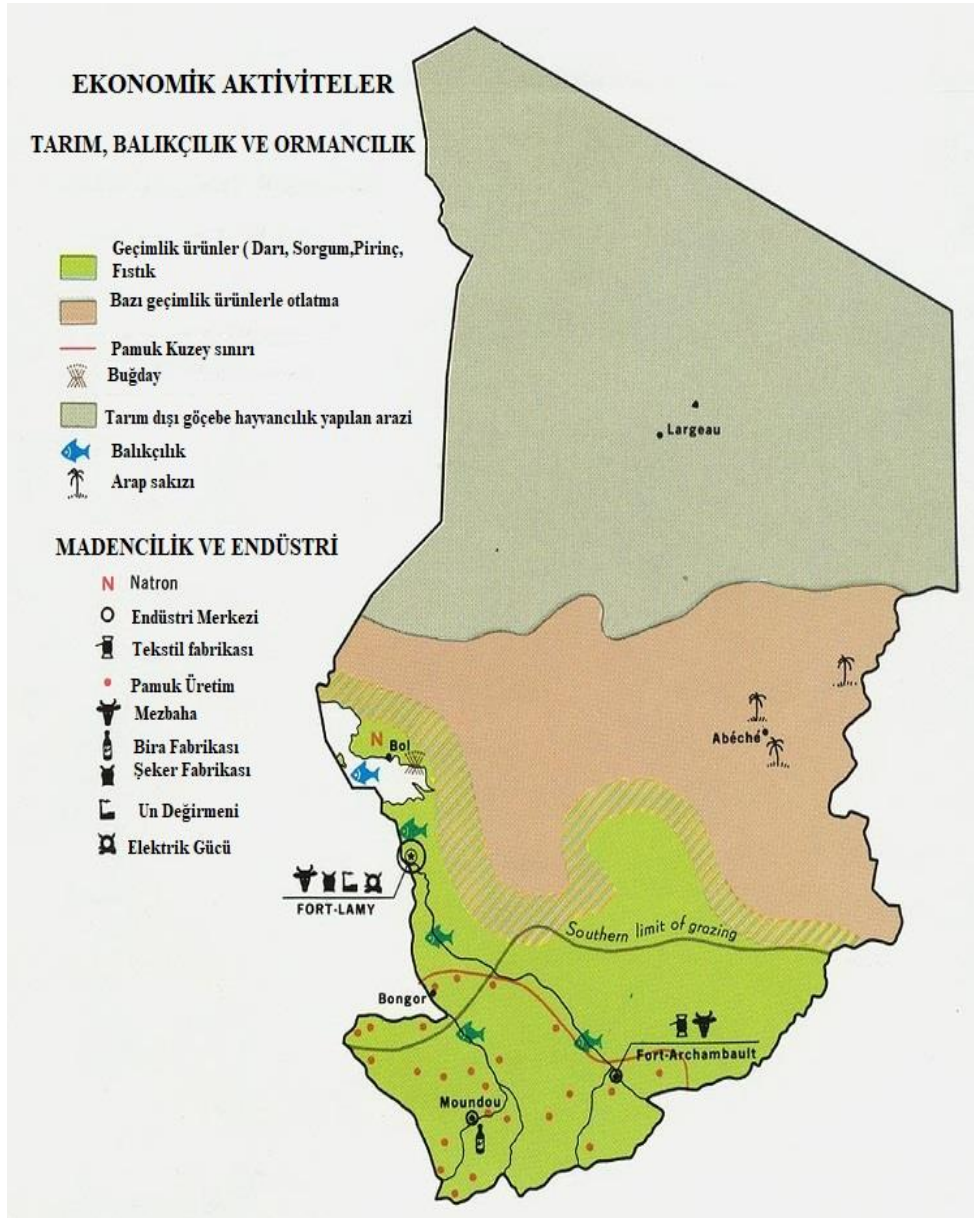 EKONOMİK AKTİVİTELER
TARIM, BALIKÇILIK VE ORMANCILIK
Geçimlik ürünler ( Darı, Sorgum,Pirinç,
Fıstık
Bazı geçimlik ürünlerle otlatma
Pamuk Kuzey sınırı
Buğday
Tarım dışı göçebe hayvancılık yapılan arazi
Balıkçılık
Arap sakızı
MADENCİLİK VE ENDÜSTRİ
N Natron
Endüstri Merkezi
Tekstil fabrikası
Pamuk Üretim
Mezbaha
Bira Fabrikası
Şeker Fabrikası
Un Değirmeni
Elektrik Gücü
Largeau
Abéché
N
Bol
FORT-LAMY
Southern limit of grazing
Bongor
Fort-Archambault
Moundou